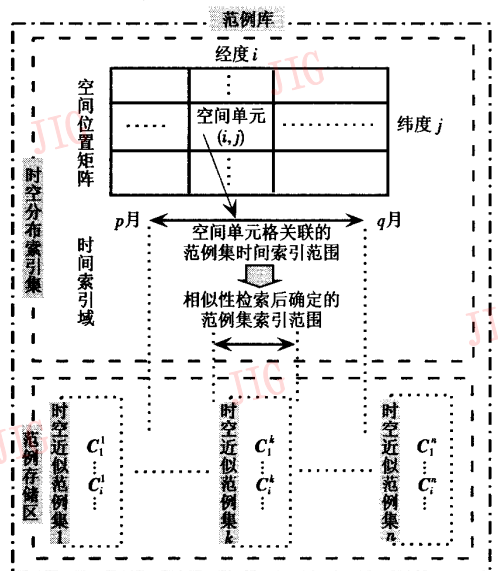 范例库
经度 i
JIG
空间位置矩阵
空间单元
(i,j)
纬度 j
JIG
时空分布索引集
p月
q月
时间索引域
空间单元格关联的
范例集时间索引范围
相似性检索后确定的
范例集索引范围
JIG
JIG
JIG
范例存储区
时空近似范例集1
C₁¹
⋮
Cᵢ¹
⋮
时空近似范例集k
C₁ᵏ
⋮
Cᵢᵏ
⋮
时空近似范例集n
C₁ⁿ
⋮
Cᵢⁿ
⋮